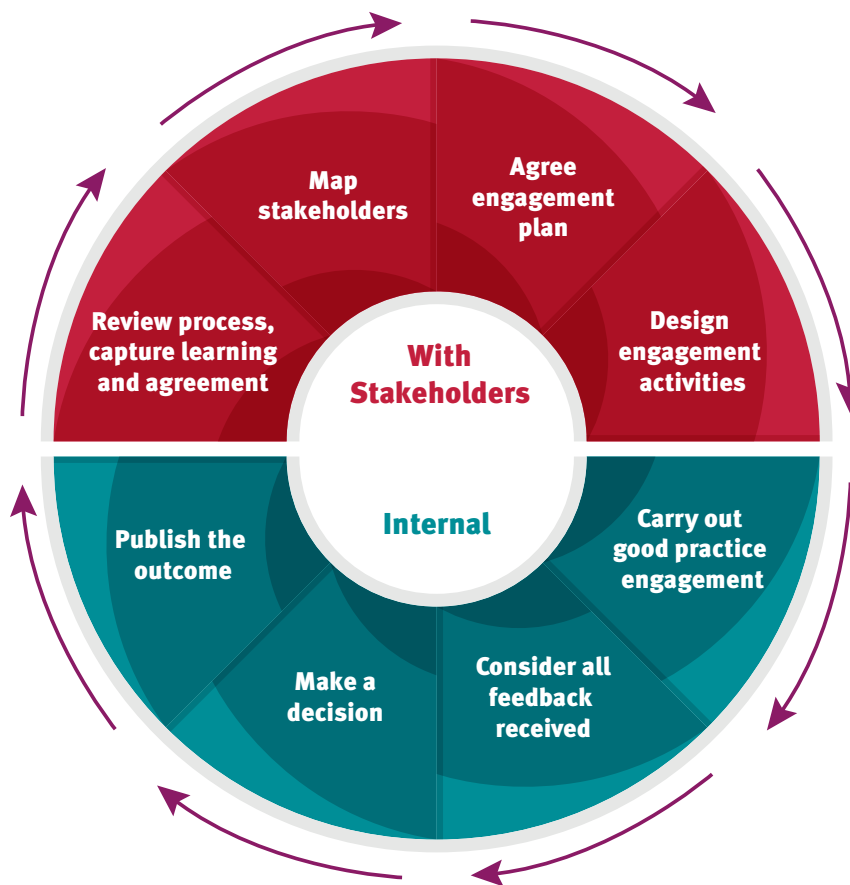 Map
stakeholders
Agree
engagement
plan
Design
engagement
activities
Review process,
capture learning
and agreement
With
Stakeholders
Internal
Carry out
good practice
engagement
Consider all
feedback
received
Make a
decision
Publish the
outcome